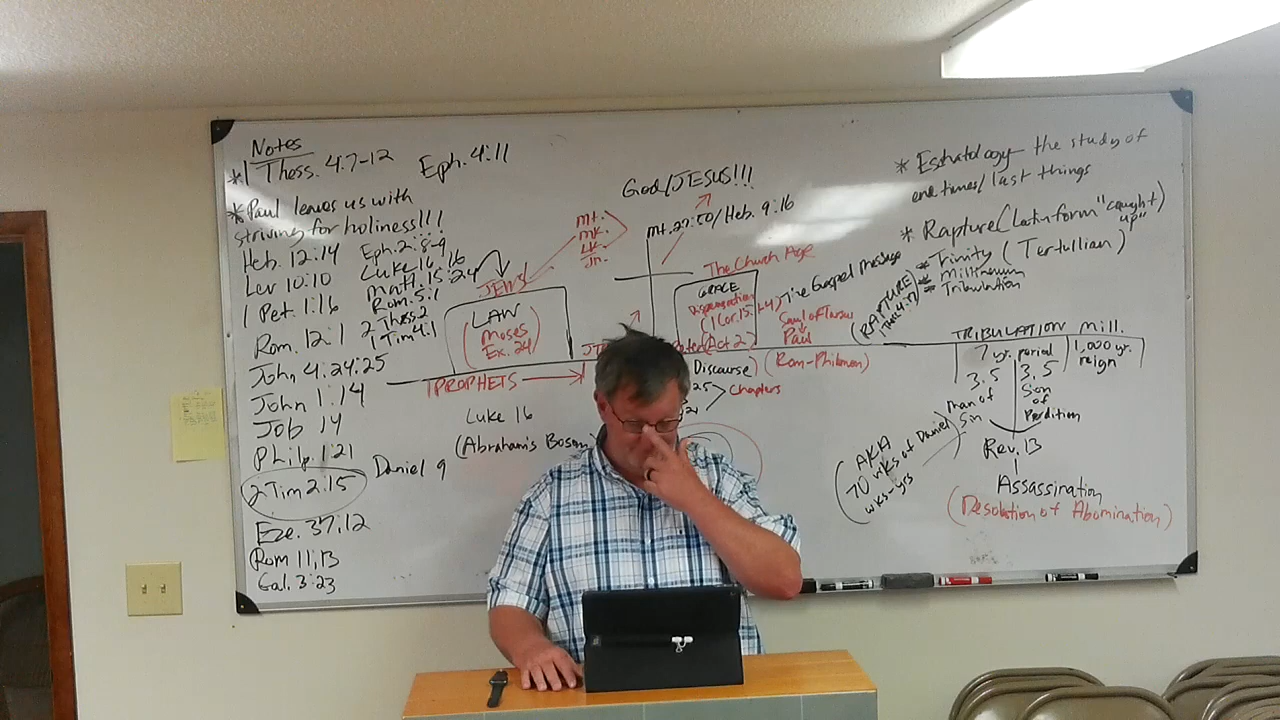 Notes
*1 Thess. 4:7-12
Eph. 4:11
*Paul leaves us with
striving for holiness!!!
Heb. 12:14
Lev 10:10
1 Pet. 1:16
Rom. 12:1
John 4:24:25
John 1:14
Job 14
Philp 1:21
2 Tim 2:15
Eze. 37:12
Rom 11,13
Gal. 3:23
Eph. 2:8-9
Luke 16,16
matt. 15:24
Rom. 5:1
2 Thess. 2
1 Tim 4:1
Daniel 9
JEWS
LAW
(Moses
Ex. 24)
PROPHETS
Luke 16
(Abraham's Bosom
mt.
mk.
Lk.
Jn.
God/JESUS!!!
mt. 27:50/Heb. 9:16
The Church Age
GRACE
Dispensation
(1 Cor. 15:1-4)
(Act 2)
The Gospel Message
Saul of Tarsus
Paul
(Rom-Philemon)
Discourse)
Chapters
(RAPTURE)
* Eschatology the study of
end times/last things
* Rapture (Latin form "caught
up")
* Trinity (Tertullian)
* Millineum
* Tribulation
TRIBULATION Mill.
7 yr. period
3.5
3.5
1,000 yr.
reign
man of
Sin
Son
of
Perdition
Rev. 13
Assassination
(Desolation of Abomination)
(AKA
70 wks of Daniel)
wks-yrs